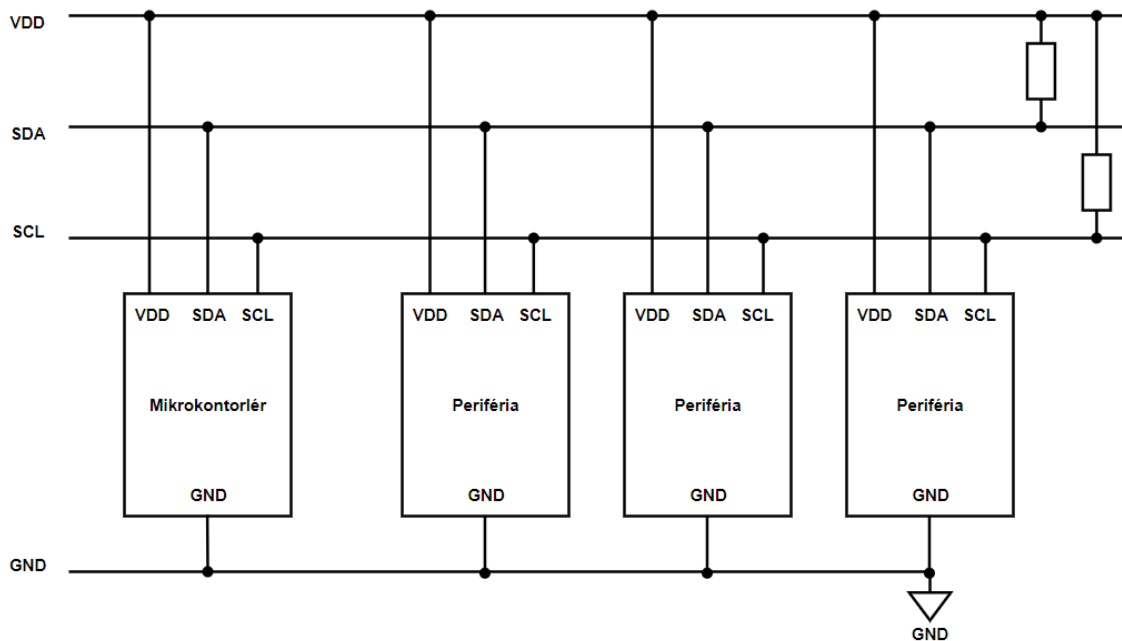 VDD
SDA
SCL
VDD SDA SCL
VDD SDA SCL
VDD SDA SCL
VDD SDA SCL
Mikrokontorlér
Periféria
Periféria
Periféria
GND
GND
GND
GND
GND
GND